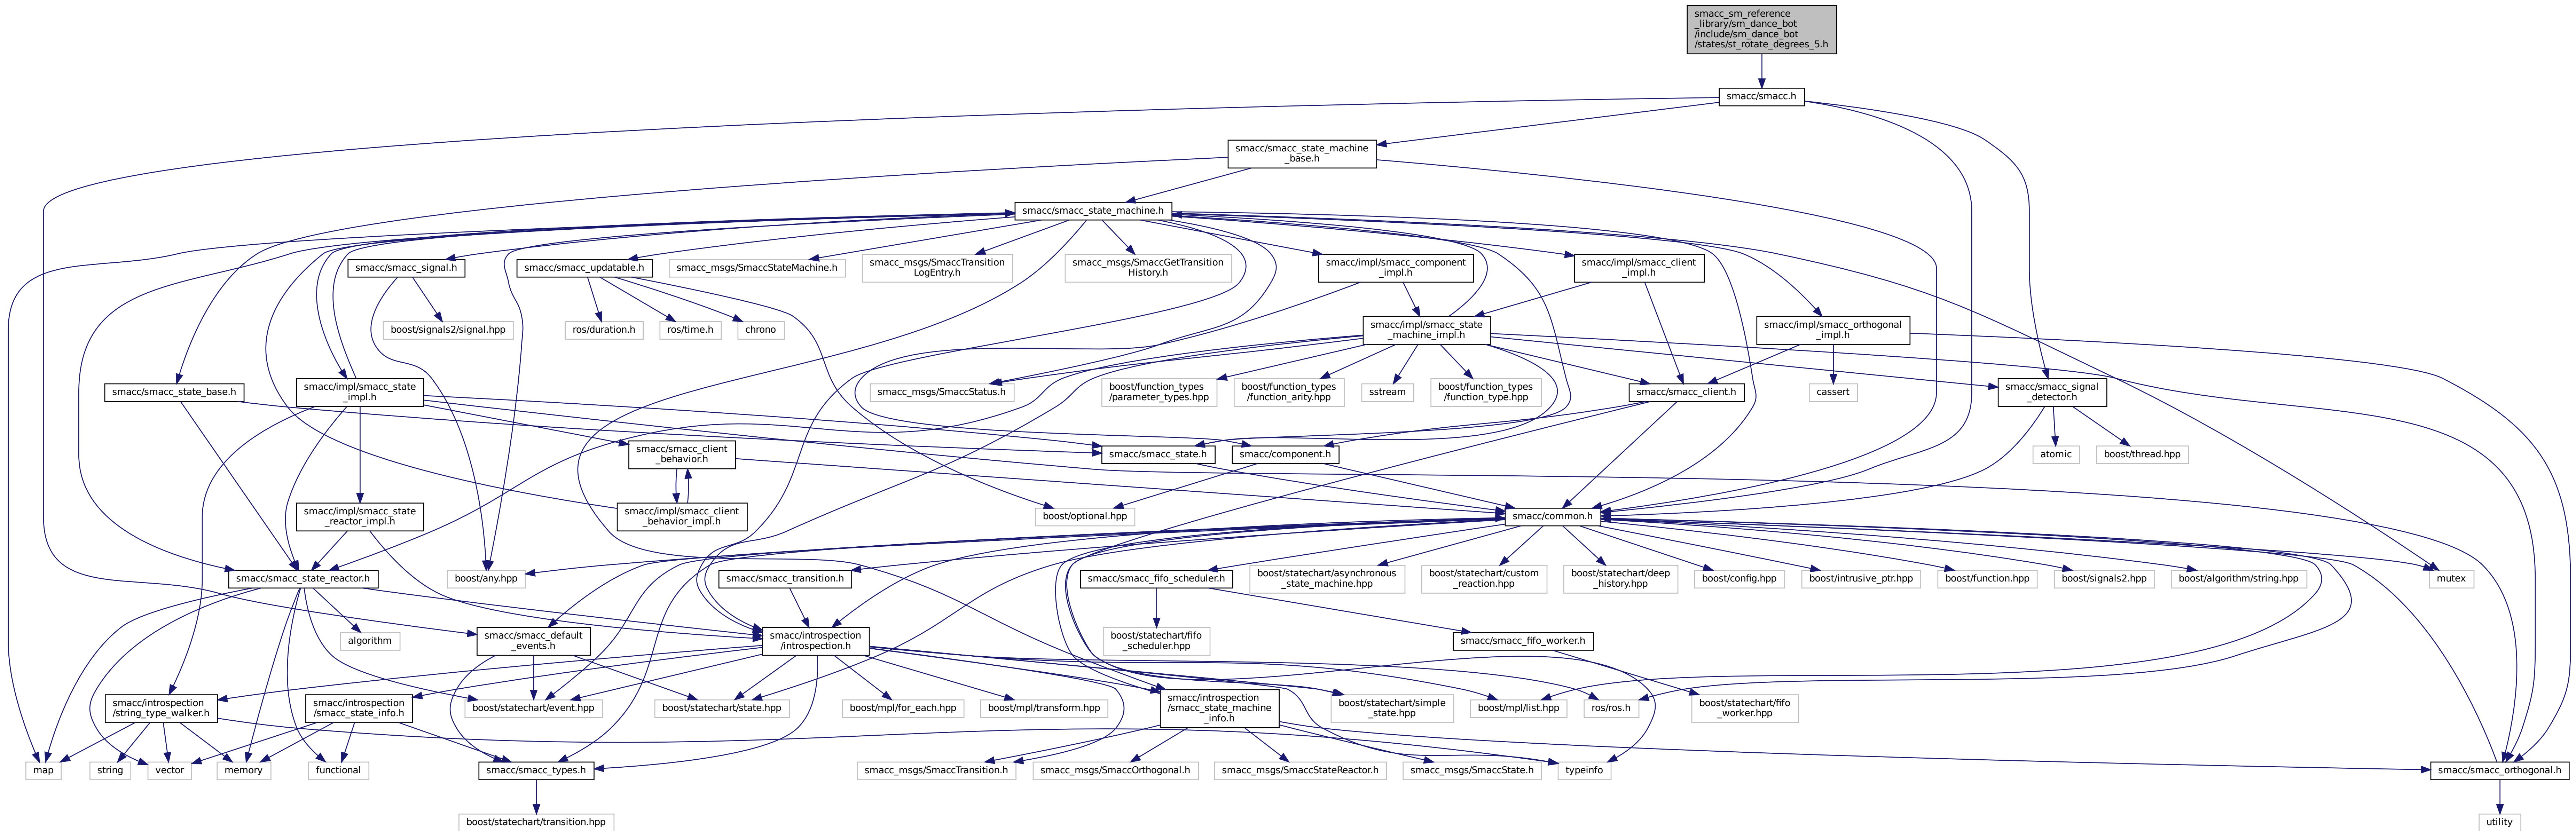 smacc_sm_reference
_library/sm_dance_bot
/include/sm_dance_bot
/states/st_rotate_degrees_5.h
smacc/smacc.h
smacc/smacc_state_machine
_base.h
smacc/smacc_state_machine.h
smacc/smacc_signal.h
smacc/smacc_updatable.h
smacc_msgs/SmaccStateMachine.h
smacc_msgs/SmaccTransition
LogEntry.h
smacc_msgs/SmaccGetTransition
History.h
smacc/impl/smacc_component
_impl.h
smacc/impl/smacc_client
_impl.h
boost/signals2/signal.hpp
ros/duration.h
ros/time.h
chrono
smacc/impl/smacc_state
_machine_impl.h
smacc/impl/smacc_orthogonal
_impl.h
smacc/smacc_state_base.h
smacc/impl/smacc_state
_impl.h
smacc_msgs/SmaccStatus.h
boost/function_types
/parameter_types.hpp
boost/function_types
/function_arity.hpp
sstream
boost/function_types
/function_type.hpp
smacc/smacc_client.h
cassert
smacc/smacc_signal
_detector.h
smacc/smacc_client
_behavior.h
smacc/smacc_state.h
smacc/component.h
atomic
boost/thread.hpp
smacc/impl/smacc_state
_reactor_impl.h
smacc/impl/smacc_client
_behavior_impl.h
boost/optional.hpp
smacc/common.h
smacc/smacc_state_reactor.h
boost/any.hpp
smacc/smacc_transition.h
smacc/smacc_fifo_scheduler.h
boost/statechart/asynchronous
_state_machine.hpp
boost/statechart/custom
_reaction.hpp
boost/statechart/deep
_history.hpp
boost/config.hpp
boost/intrusive_ptr.hpp
boost/function.hpp
boost/signals2.hpp
boost/algorithm/string.hpp
mutex
algorithm
smacc/smacc_default
_events.h
smacc/introspection
/introspection.h
boost/statechart/fifo
_scheduler.hpp
smacc/smacc_fifo_worker.h
smacc/introspection
/string_type_walker.h
smacc/introspection
/smacc_state_info.h
boost/statechart/event.hpp
boost/statechart/state.hpp
boost/mpl/for_each.hpp
boost/mpl/transform.hpp
smacc/introspection
/smacc_state_machine
_info.h
boost/statechart/simple
_state.hpp
boost/mpl/list.hpp
ros/ros.h
boost/statechart/fifo
_worker.hpp
map
string
vector
memory
functional
smacc/smacc_types.h
smacc_msgs/SmaccTransition.h
smacc_msgs/SmaccOrthogonal.h
smacc_msgs/SmaccStateReactor.h
smacc_msgs/SmaccState.h
typeinfo
smacc/smacc_orthogonal.h
boost/statechart/transition.hpp
utility